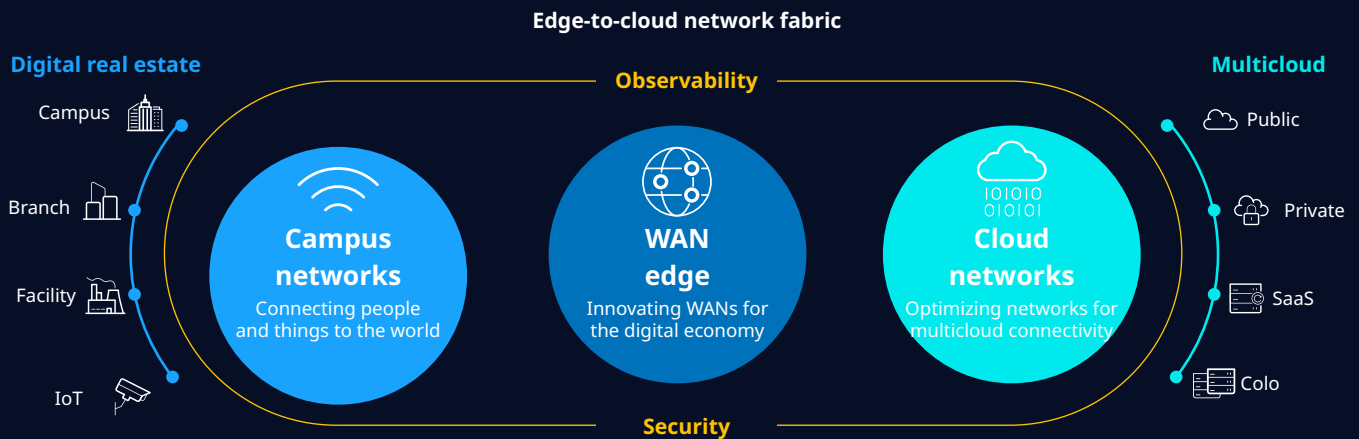 Edge-to-cloud network fabric
Digital real estate
Observability
Multicloud
Campus
Branch
Facility
IoT
Campus
networks
Connecting people
and things to the world
WAN
edge
Innovating WANs for
the digital economy
IOIOIO
OIOIOI
Cloud
networks
Optimizing networks for
multicloud connectivity
Public
Private
SaaS
Colo
Security